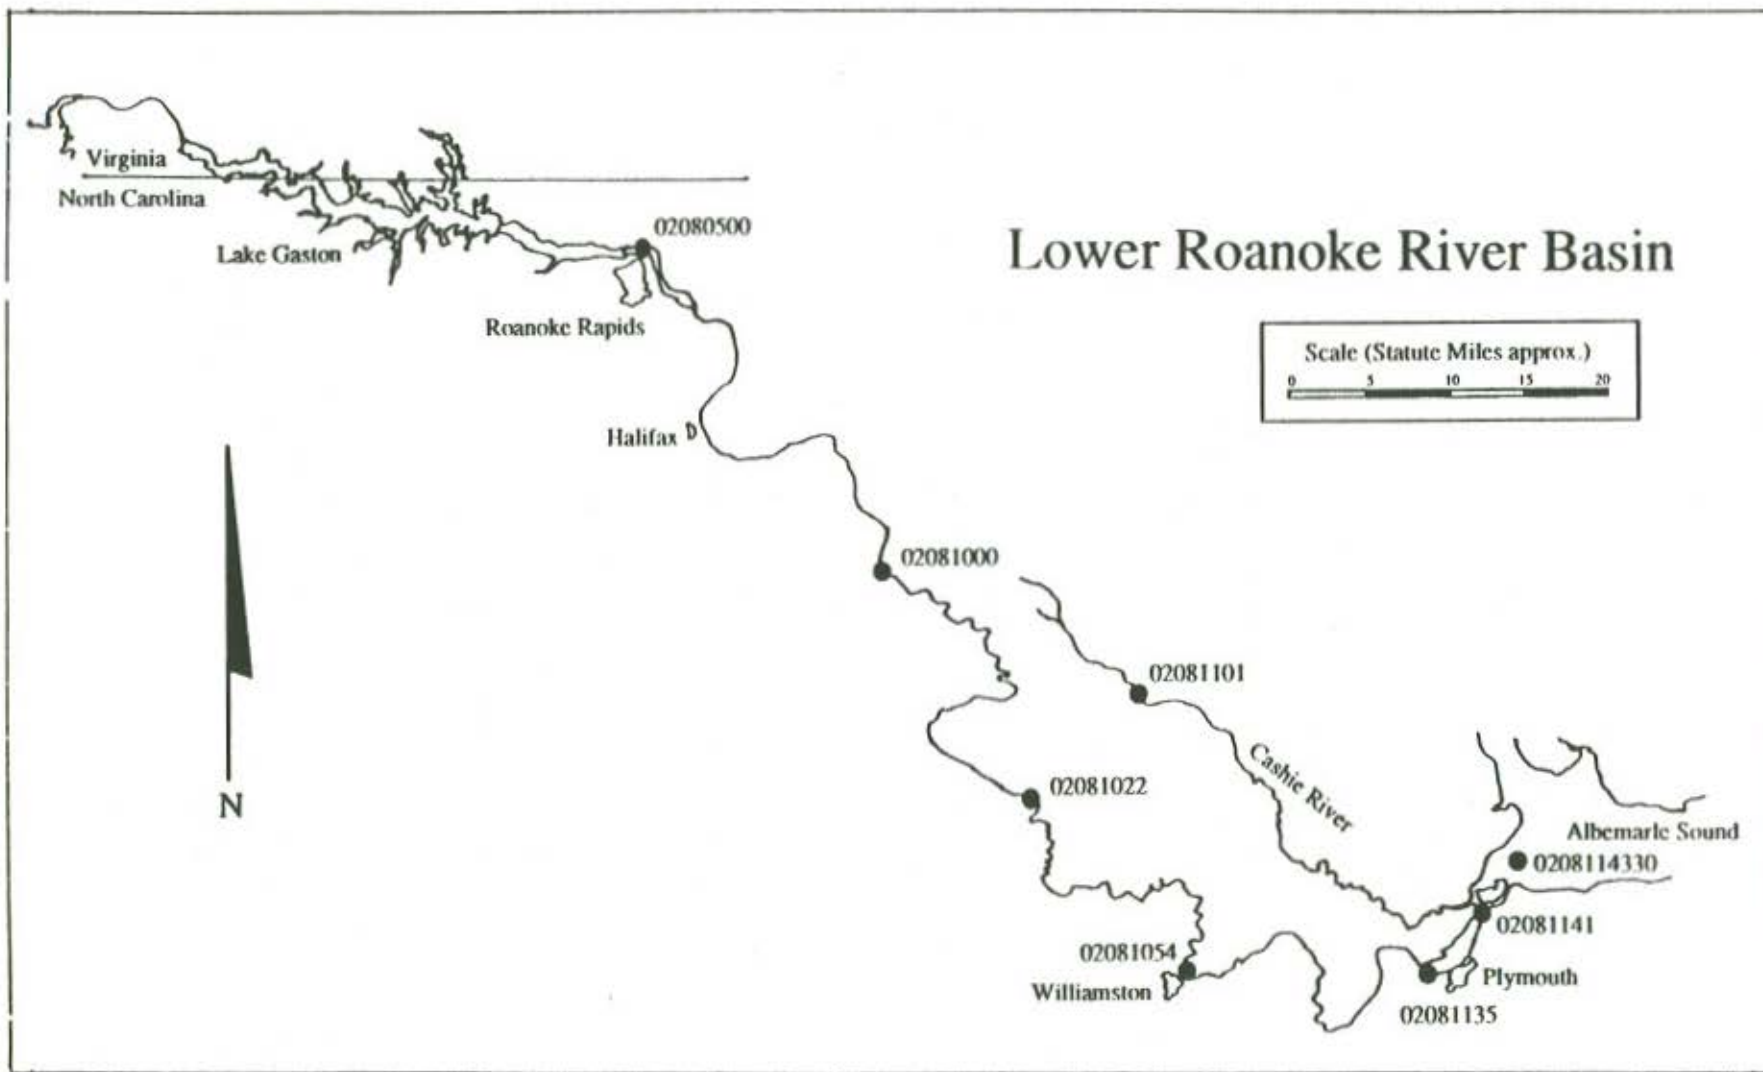 Virginia
North Carolina
Lake Gaston
02080500
Roanoke Rapids
Lower Roanoke River Basin
Scale (Statute Miles approx.)
0 5 10 15 20
Halifax
02081000
02081101
Cashie River
02081022
Albemarle Sound
0208114330
02081141
02081054
Williamston
Plymouth
02081135
N